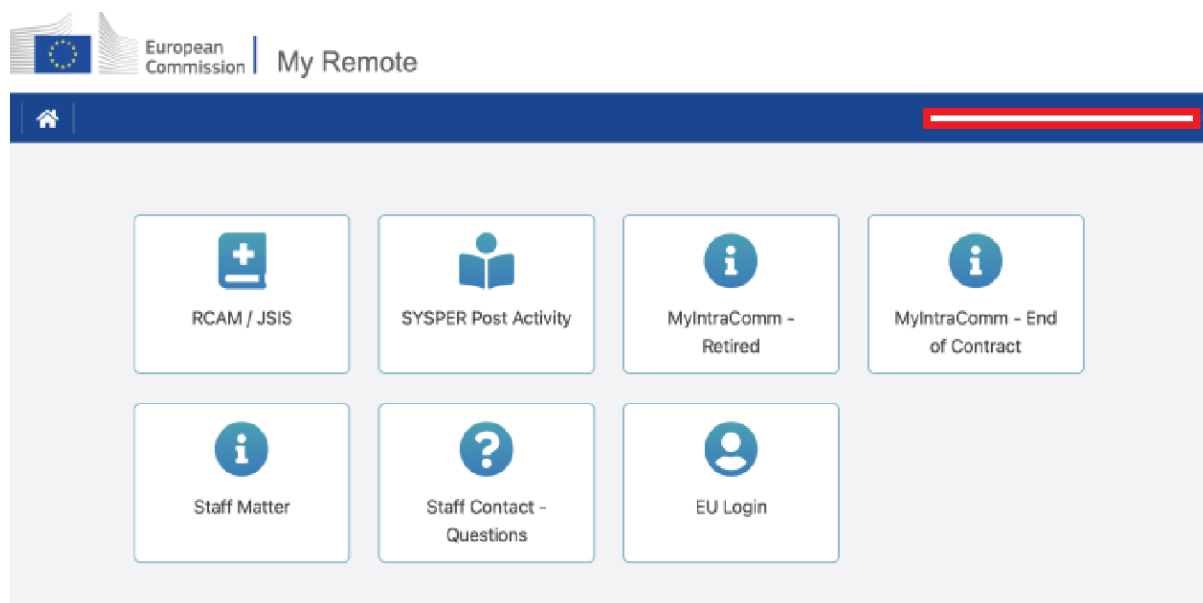 European
Commission
My Remote
RCAM / JSIS
SYSPER Post Activity
MyIntraComm -
Retired
MyIntraComm - End
of Contract
Staff Matter
Staff Contact -
Questions
EU Login